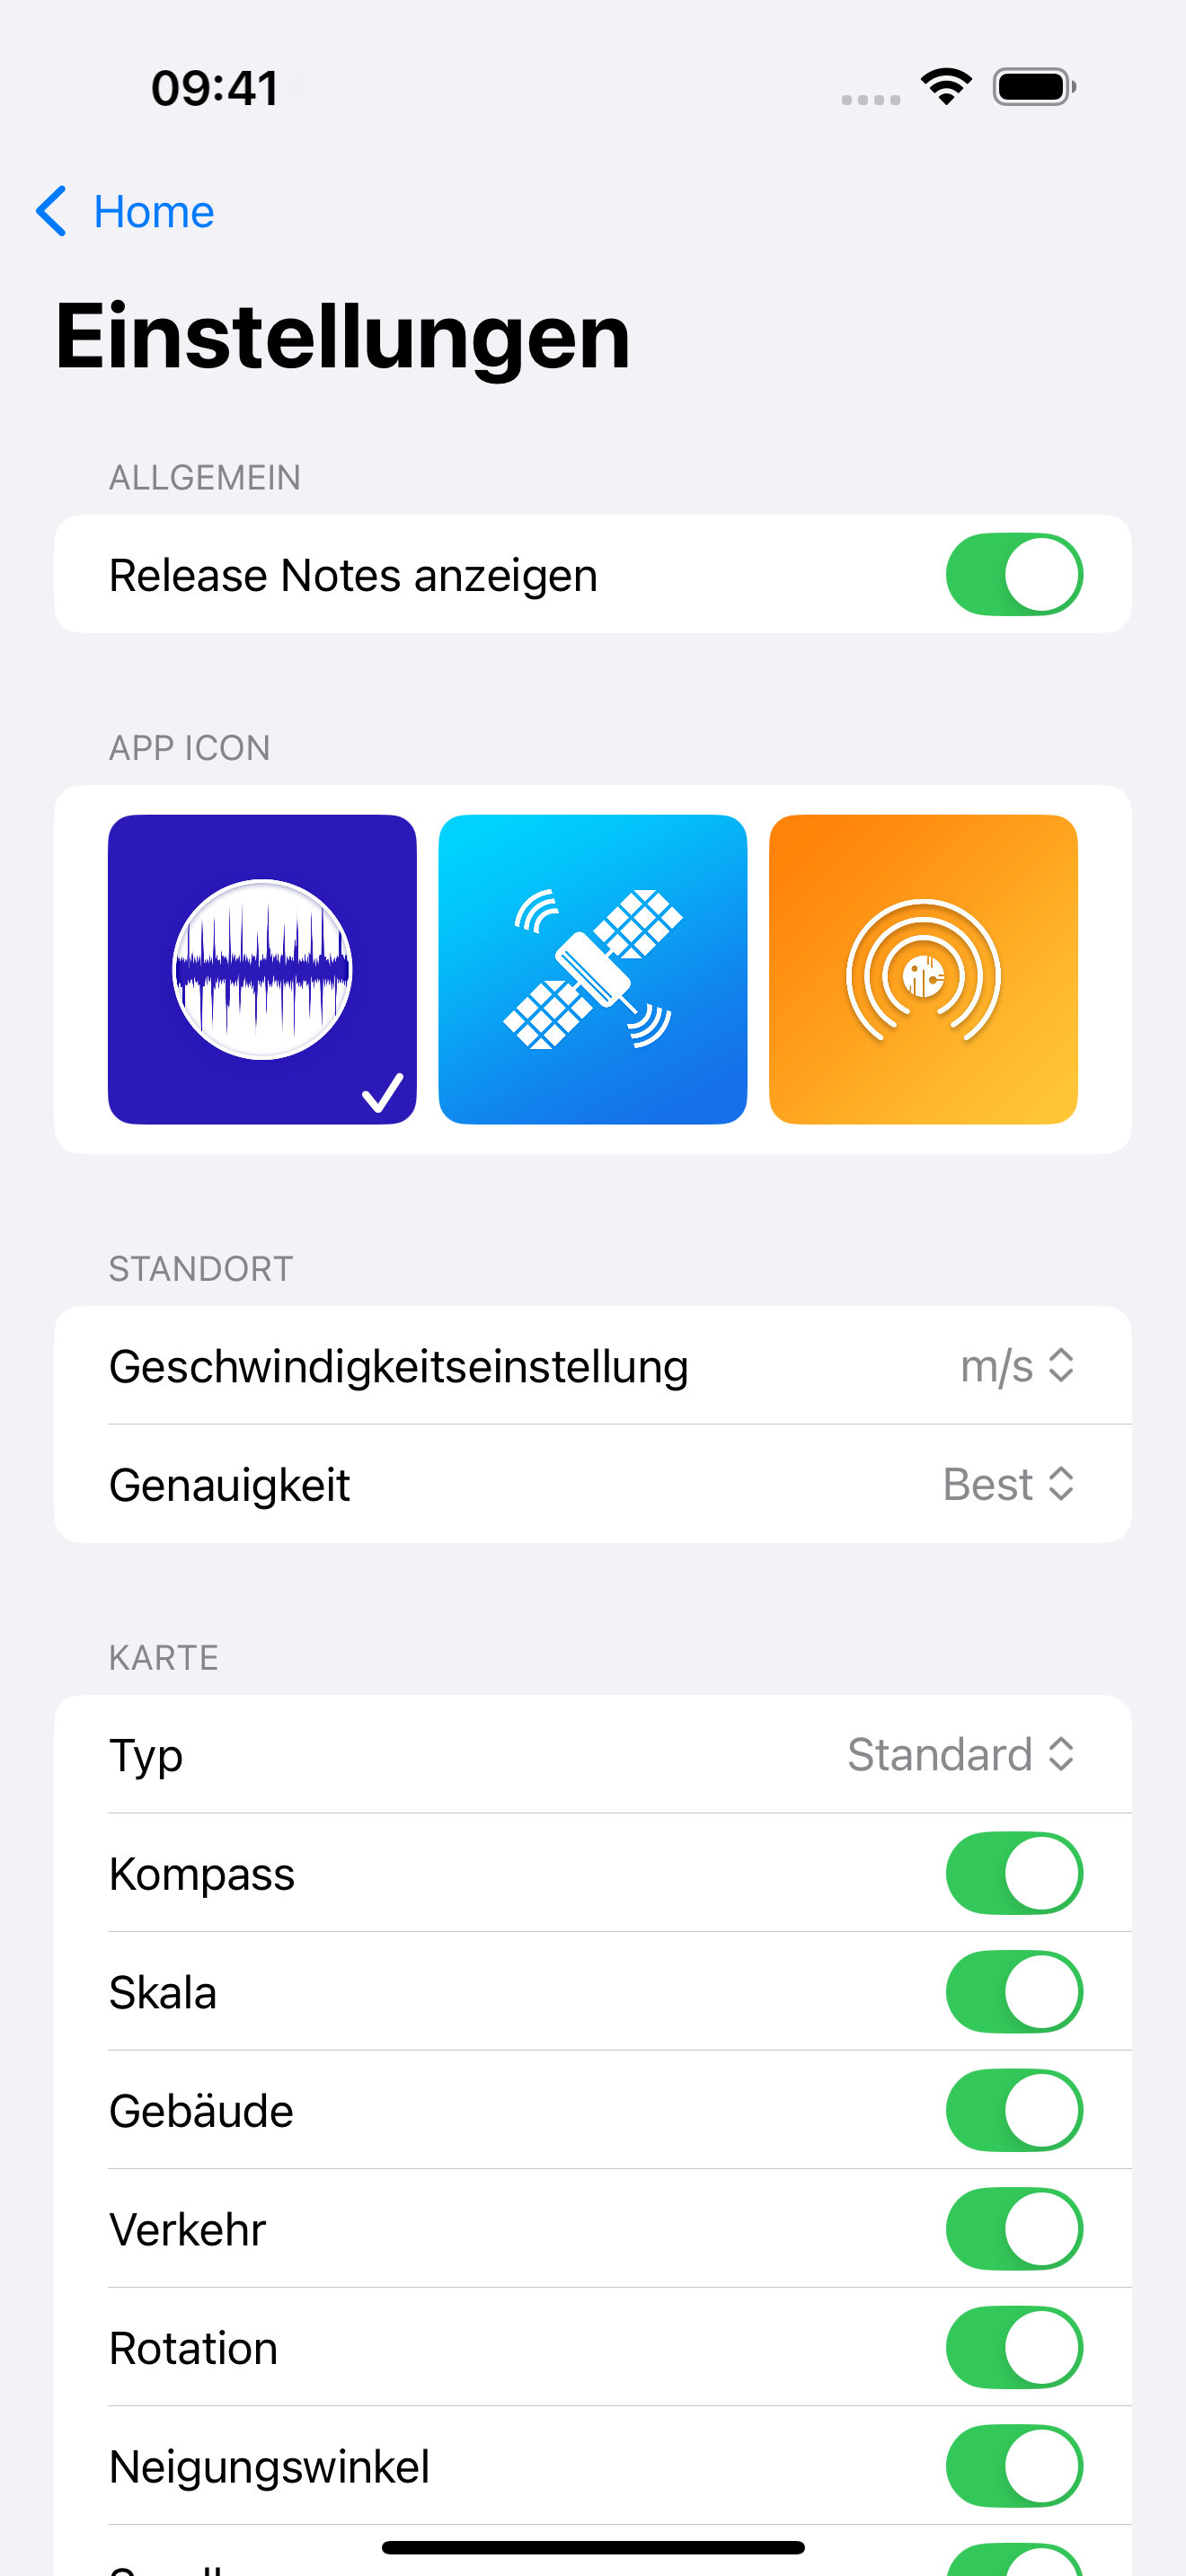 09:41
Home
Einstellungen
ALLGEMEIN
Release Notes anzeigen
APP ICON
STANDORT
Geschwindigkeitseinstellung m/s
Genauigkeit Best
KARTE
Typ Standard
Kompass
Skala
Gebäude
Verkehr
Rotation
Neigungswinkel